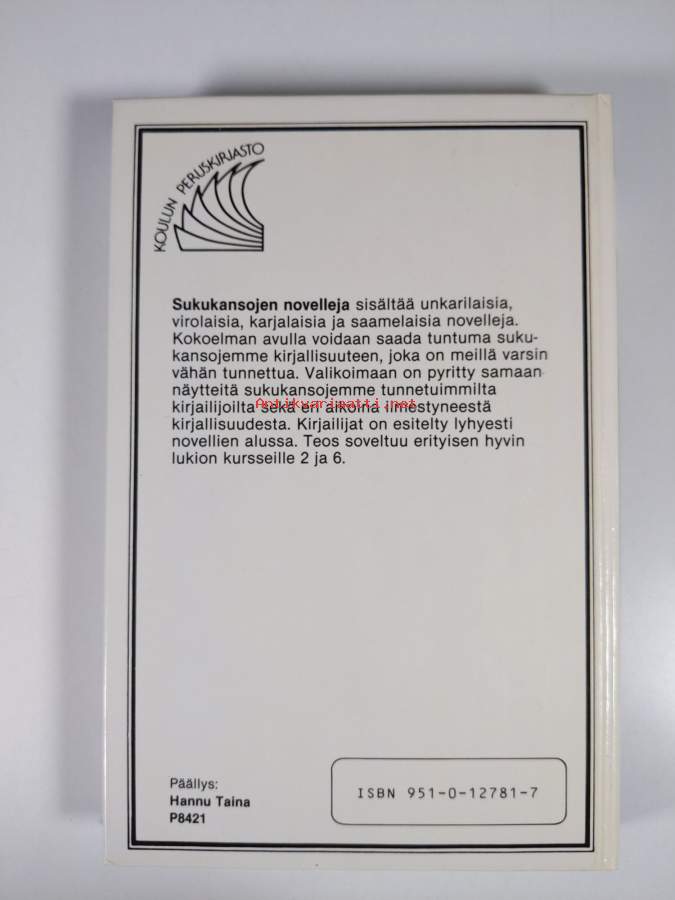 KOULUN PERUSKIRJASTO
Sukukansojen novelleja sisältää unkarilaisia,
virolaisia, karjalaisia ja saamelaisia novelleja.
Kokoelman avulla voidaan saada tuntuma suku-
kansojemme kirjallisuuteen, joka on meillä varsin
vähän tunnettua. Valikoimaan on pyritty samaan
näytteitä sukukansojemme tunnetuimmilta
Antikvariaatti.net
kirjailijoilta sekä eri aikoina ilmestyneestä
kirjallisuudesta. Kirjailijat on esitelty lyhyesti
novellien alussa. Teos soveltuu erityisen hyvin
lukion kursseille 2 ja 6.
Päällys:
Hannu Taina
P8421
ISBN 951-0-12781-7